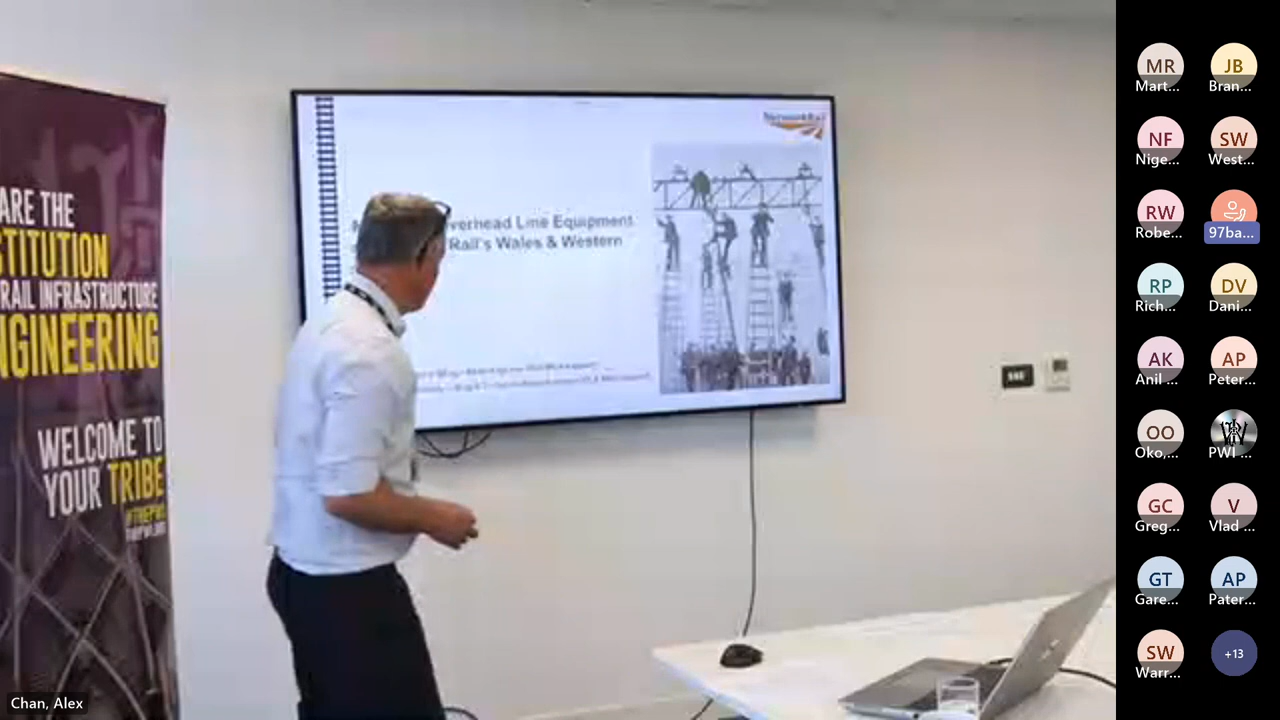 ARE THE
STITUTION
RAIL INFRASTRUCTURE
NGINEERING
WELCOME TO
YOUR TRIBE
#THEPWI
NetworkRail
verhead Line Equipment
Rail's Wales & Western
Chan, Alex
MR
Mart...
JB
Bran...
NF
Nige...
SW
West...
RW
Robe...
97ba...
RP
Rich...
DV
Dani...
AK
Anil ...
AP
Peter...
OO
Oko,...
PWI ...
GC
Greg...
V
Vlad ...
GT
Gare...
AP
Pater...
SW
Warr...
+13